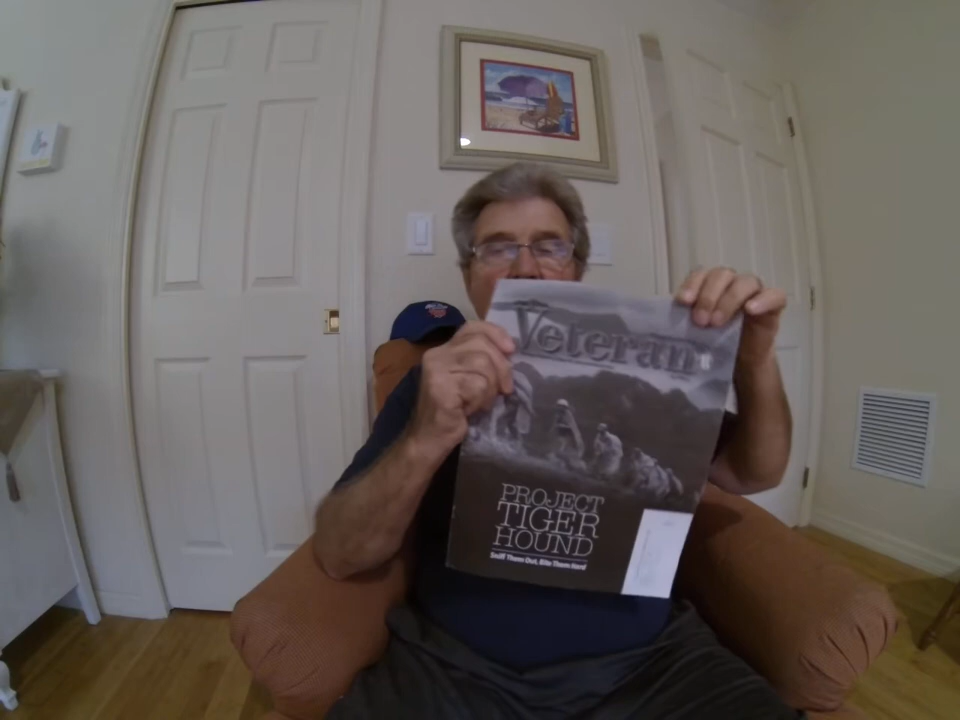 Veteran
PROJECT
TIGER
HOUND
Sniff Them Out, Bite Them Hard